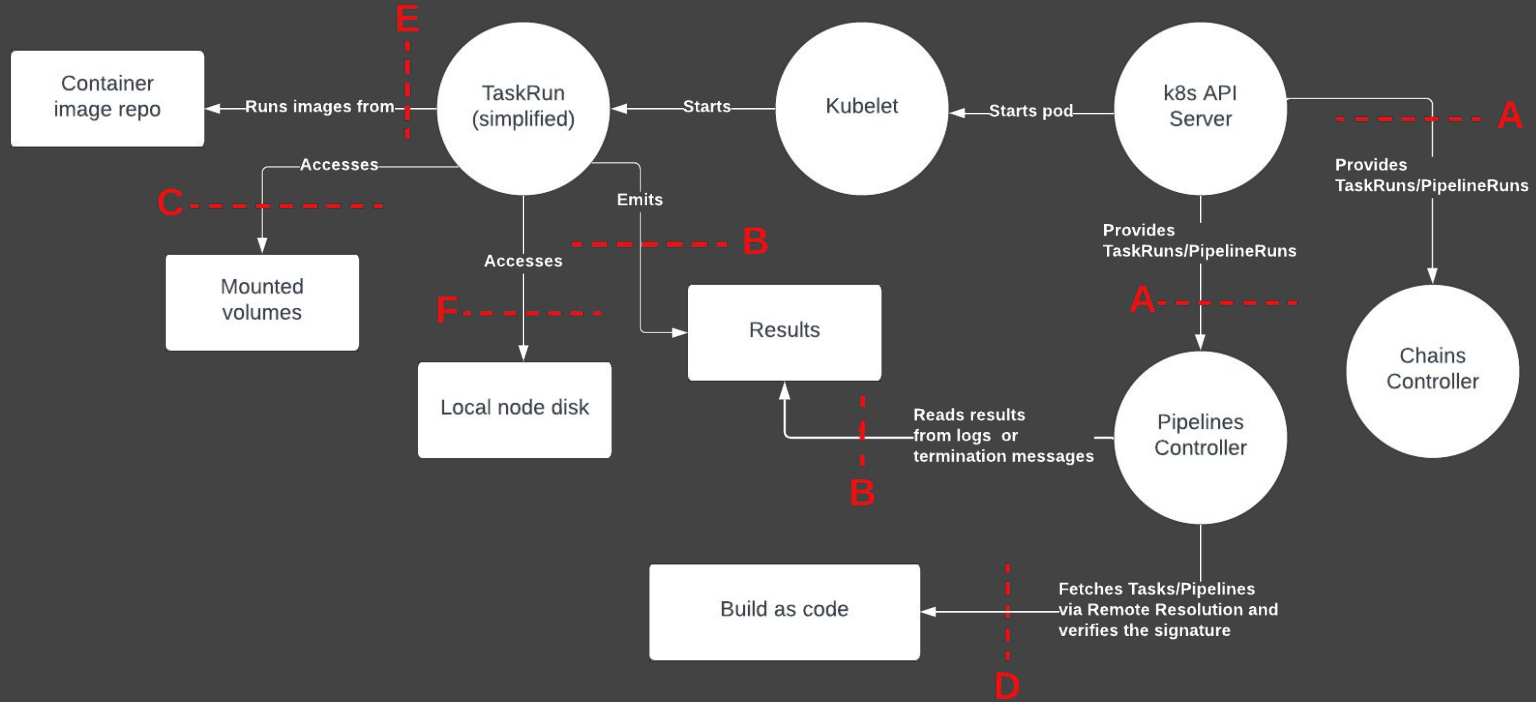 E
Container
image repo
Runs images from
TaskRun
(simplified)
Starts
Kubelet
Starts pod
k8s API
Server
A
Provides
TaskRuns/PipelineRuns
Accesses
C
Mounted
volumes
Emits
B
Accesses
F
Local node disk
Results
Provides
TaskRuns/PipelineRuns
A
Chains
Controller
Reads results
from logs or
termination messages
B
Pipelines
Controller
Build as code
Fetches Tasks/Pipelines
via Remote Resolution and
verifies the signature
D